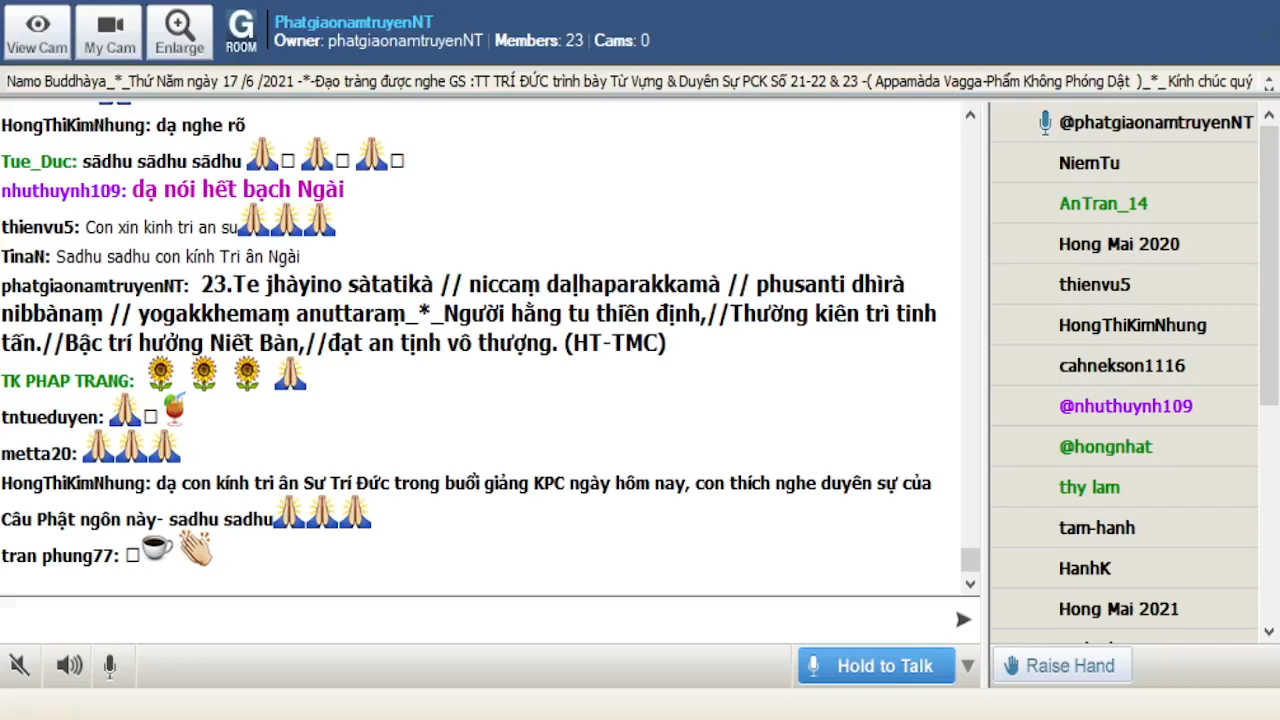 View Cam
My Cam
Enlarge
G
ROOM
PhatgiaonamtruyenNT
Owner: phatgiaonamtruyenNT | Members: 23 | Cams: 0
Namo Buddhàya_*_Thứ Năm ngày 17 /6 /2021 -*-Đạo tràng được nghe GS :TT TRÍ ĐỨC trình bày Từ Vựng & Duyên Sự PCK Số 21-22 & 23 -( Appamàda Vagga-Phẩm Không Phóng Dật )_*_ Kính chúc quý
HongThiKimNhung: dạ nghe rõ
Tue_Duc: sādhu sādhu sādhu 🙏 🙏 🙏
nhuthuynh109: dạ nói hết bạch Ngài
thienvu5: Con xin kinh tri an su🙏🙏🙏
TinaN: Sadhu sadhu con kính Tri ân Ngài
phatgiaonamtruyenNT: 23.Te jhàyino sàtatikà // niccaṃ daḷhaparakkamà // phusanti dhìrà
nibbànaṃ // yogakkhemaṃ anuttaraṃ_*_Người hằng tu thiền định,//Thường kiên trì tinh
tấn.//Bậc trí hưởng Niết Bàn,//đạt an tịnh vô thượng. (HT-TMC)
TK PHAP TRANG: 🌻 🌻 🌻 🙏
tntueduyen: 🙏 🍹
metta20: 🙏🙏🙏
HongThiKimNhung: dạ con kính tri ân Sư Trí Đức trong buổi giảng KPC ngày hôm nay, con thích nghe duyên sự của
Câu Phật ngôn này- sadhu sadhu🙏🙏🙏
tran phung77: ☕ 👏
@phatgiaonamtruyenNT
NiemTu
AnTran_14
Hong Mai 2020
thienvu5
HongThiKimNhung
cahnekson1116
@nhuthuynh109
@hongnhat
thy lam
tam-hanh
HanhK
Hong Mai 2021
Hold to Talk
Raise Hand